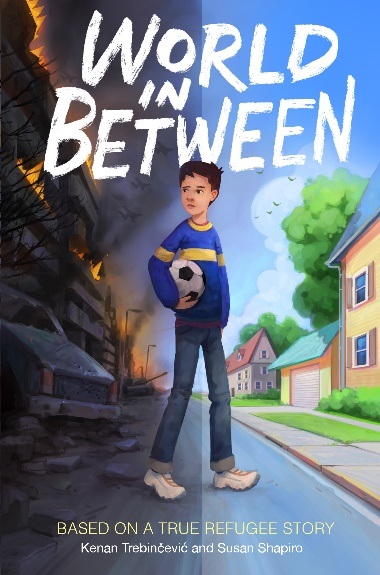 WORLD
IN
BETWEEN
BASED ON A TRUE REFUGEE STORY
Kenan Trebinčević and Susan Shapiro